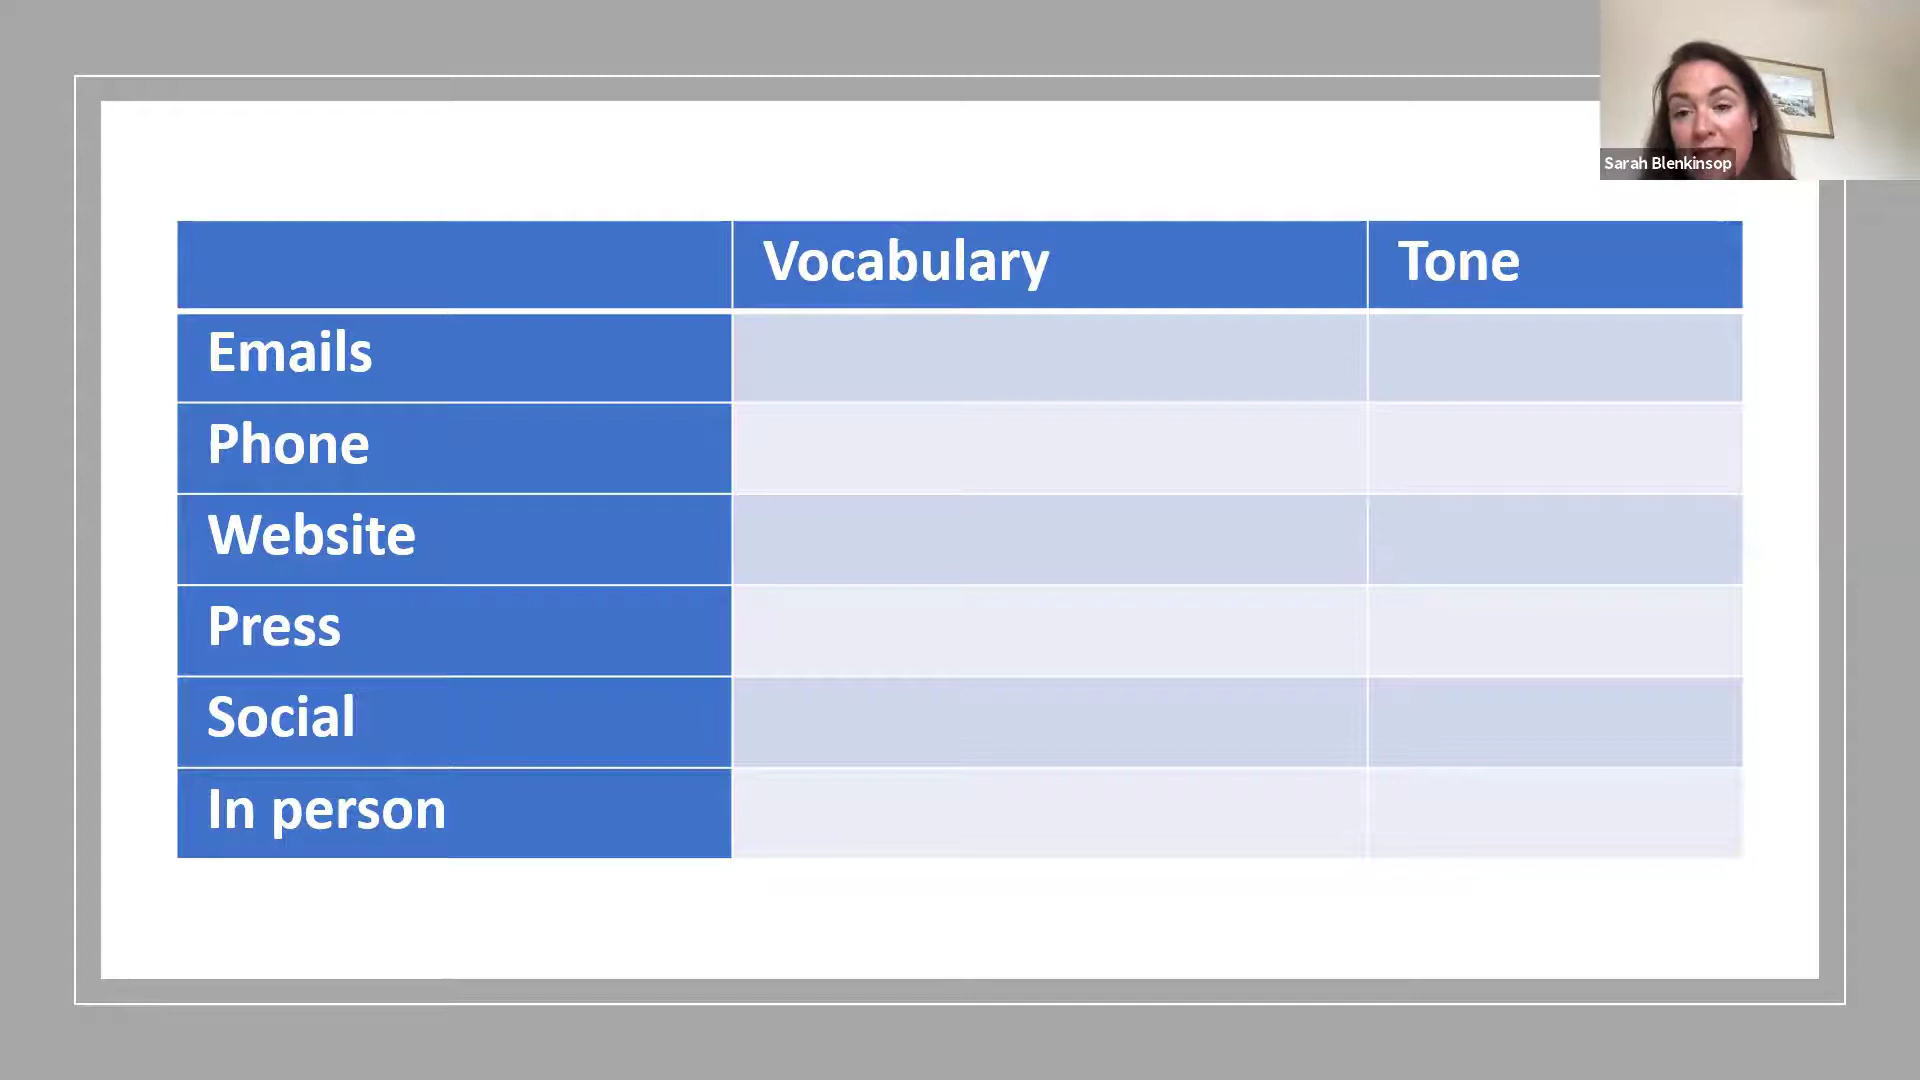 Sarah Blenkinsop
Vocabulary
Tone
Emails
Phone
Website
Press
Social
In person